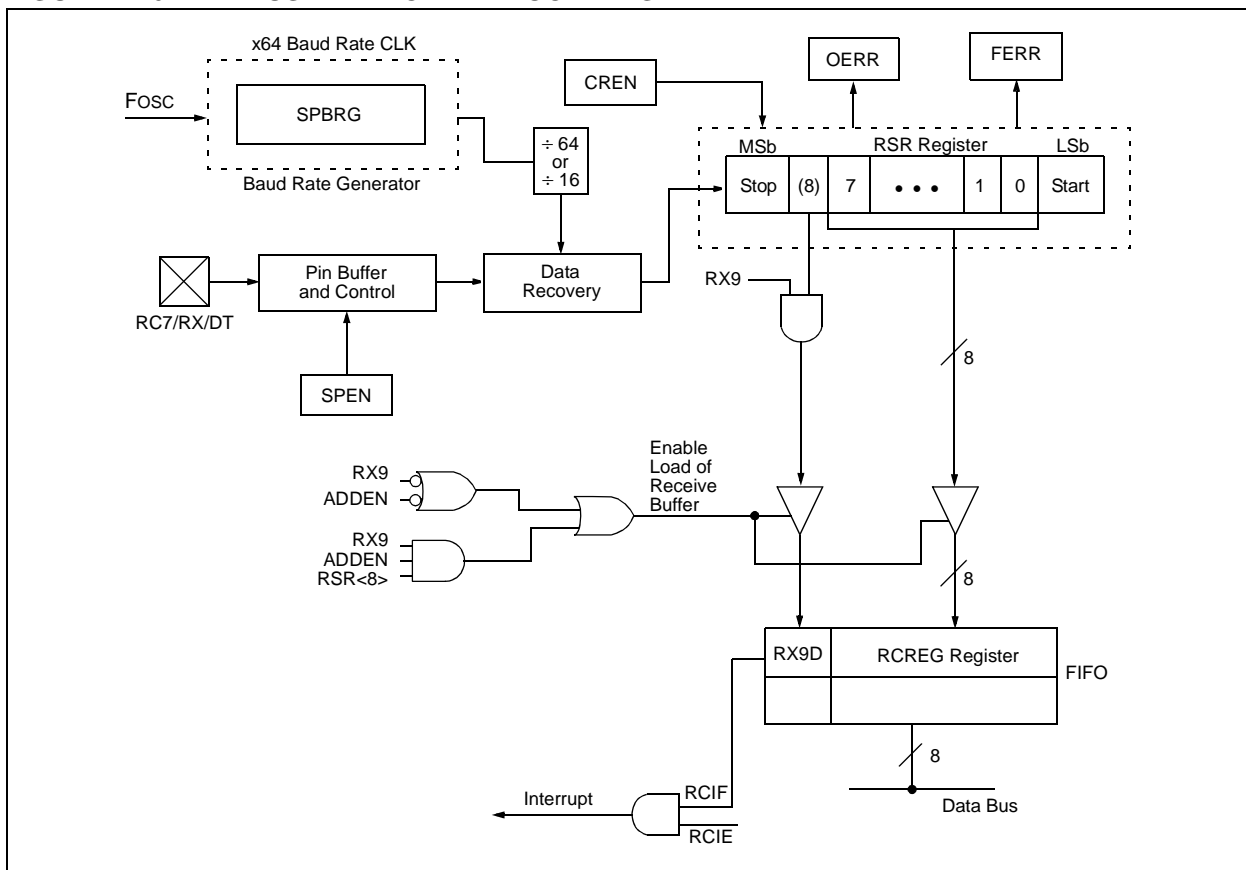 x64 Baud Rate CLK
FOSC
SPBRG
Baud Rate Generator
÷ 64
or
÷ 16
CREN
OERR
FERR
MSb
RSR Register
LSb
Stop
(8)
7
• • •
1
0
Start
RC7/RX/DT
Pin Buffer
and Control
Data
Recovery
SPEN
RX9
8
RX9
ADDEN
RX9
ADDEN
RSR<8>
Enable
Load of
Receive
Buffer
8
RX9D
RCREG Register
FIFO
8
Data Bus
Interrupt
RCIF
RCIE